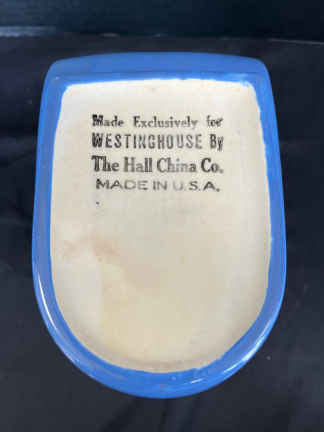 Made Exclusively for
WESTINGHOUSE By
The Hall China Co.
MADE IN U.S.A.